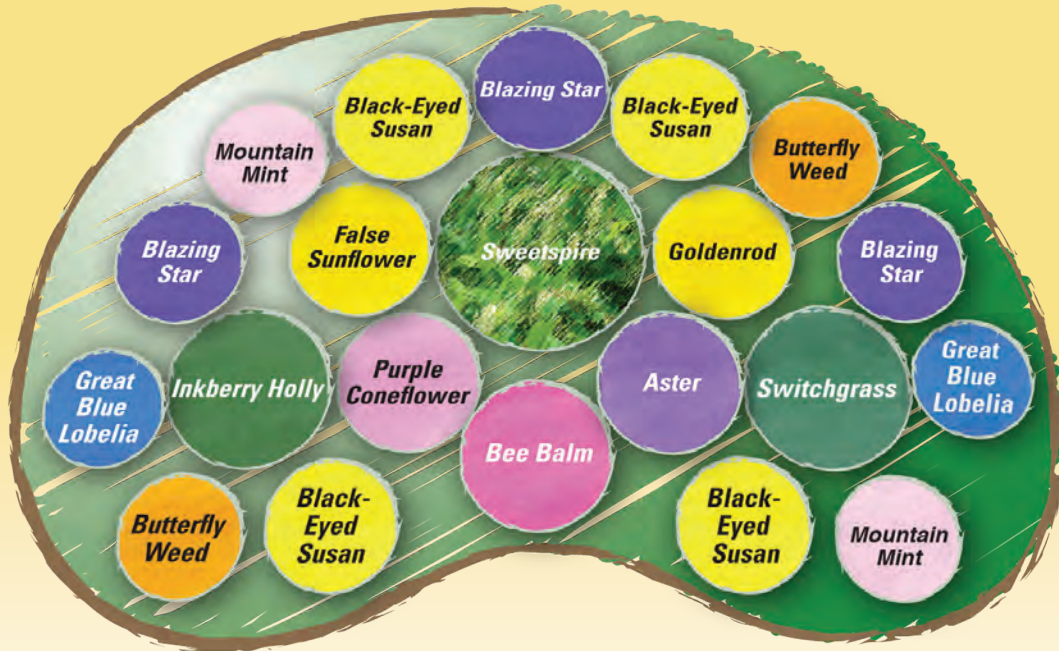 Blazing Star
Black-Eyed
Susan
Black-Eyed
Susan
Mountain
Mint
Butterfly
Weed
Blazing
Star
False
Sunflower
Sweetspire
Goldenrod
Blazing
Star
Great
Blue
Lobelia
Inkberry Holly
Purple
Coneflower
Bee Balm
Aster
Switchgrass
Great
Blue
Lobelia
Butterfly
Weed
Black-
Eyed
Susan
Black-
Eyed
Susan
Mountain
Mint